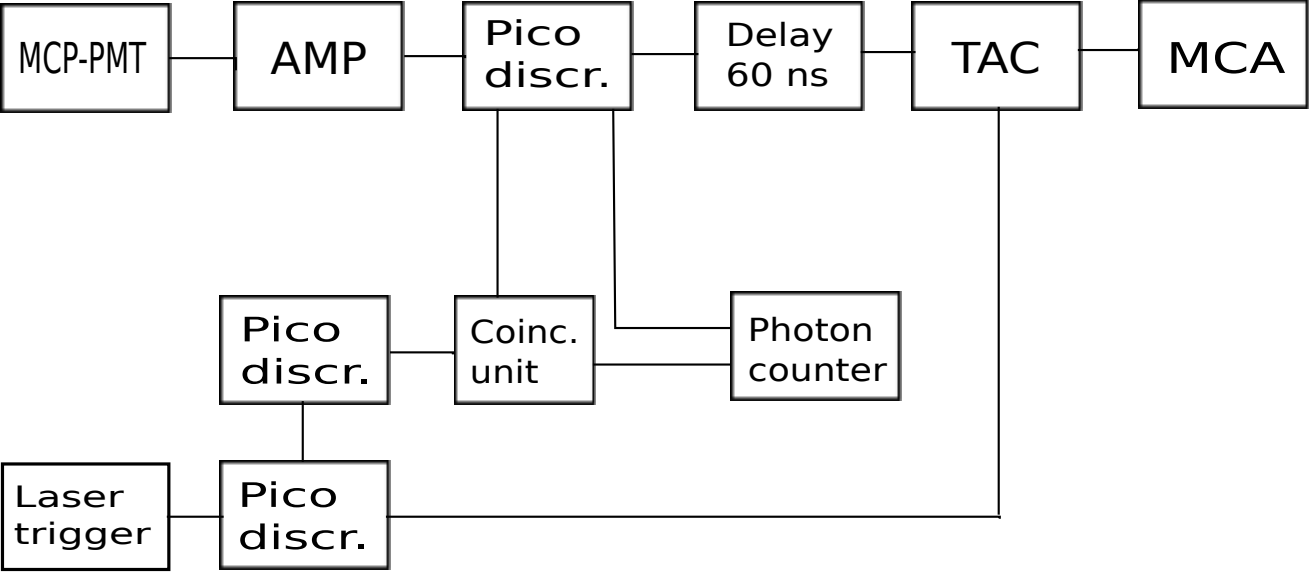 MCP-PMT
AMP
Pico
discr.
Delay
60 ns
TAC
MCA
Pico
discr.
Coinc.
unit
Photon
counter
Laser
trigger
Pico
discr.